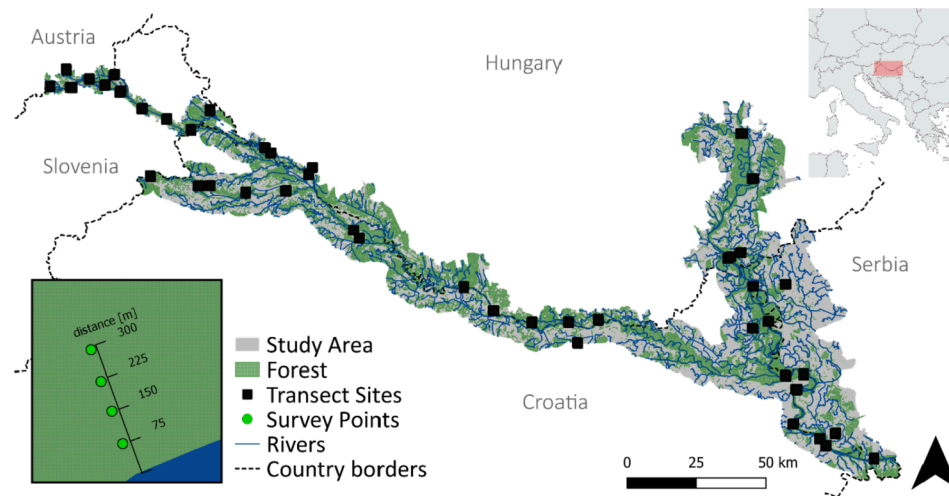 Austria
Hungary
Slovenia
Serbia
Croatia
distance [m]
300
225
150
75
Study Area
Forest
Transect Sites
Survey Points
Rivers
Country borders
0 25 50 km